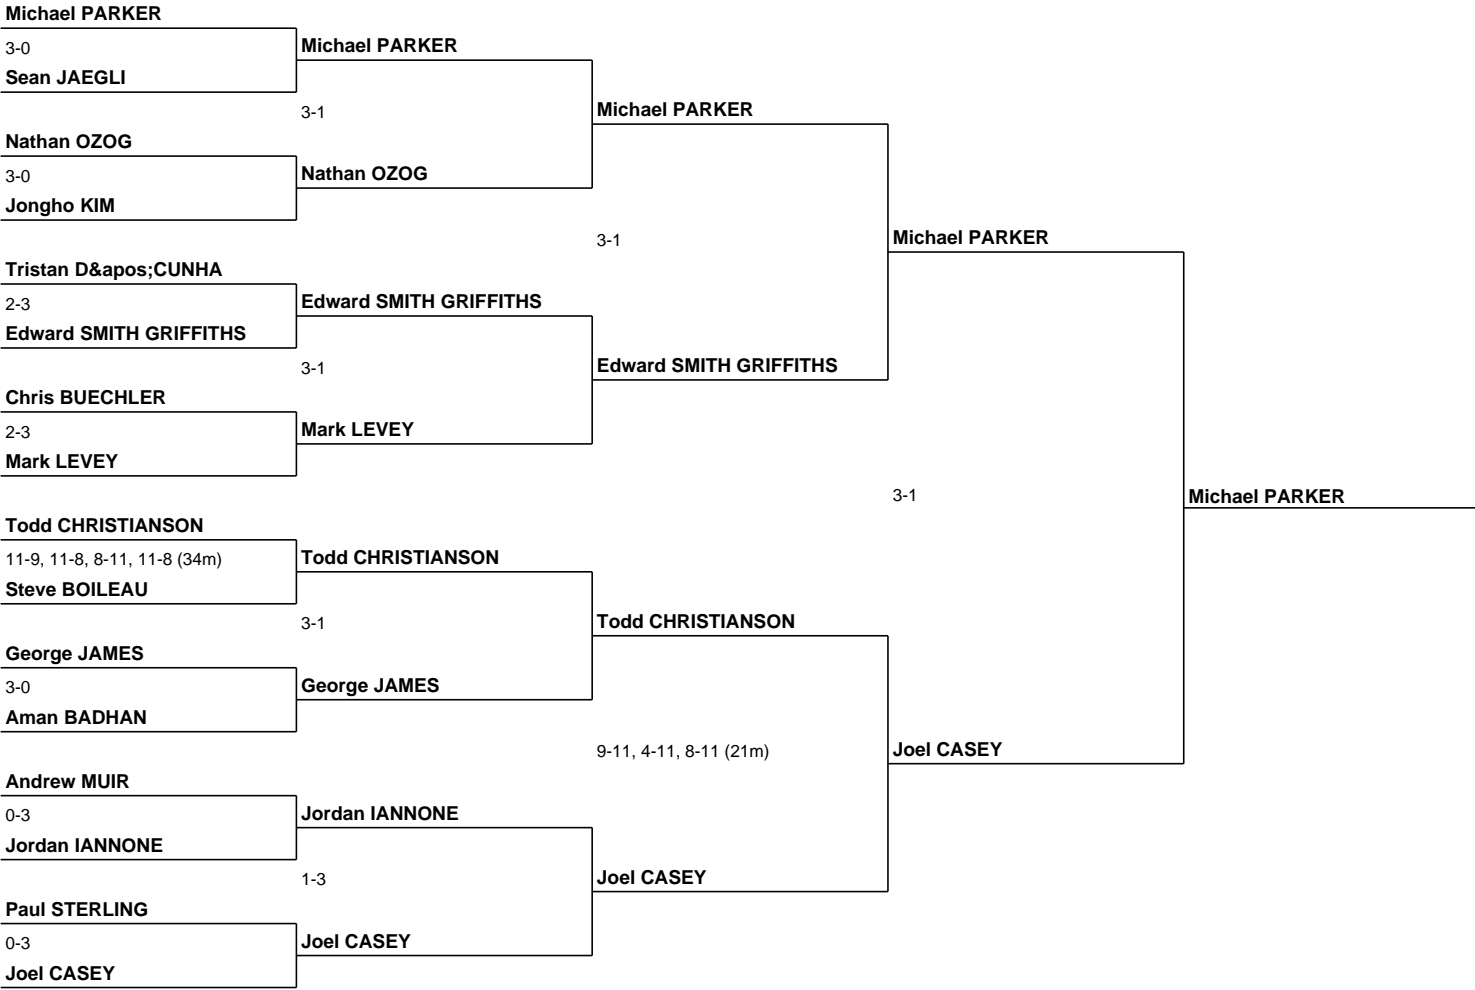 Michael PARKER
3-0
Sean JAEGLI
Nathan OZOG
3-0
Jongho KIM
Tristan D&apos;CUNHA
2-3
Edward SMITH GRIFFITHS
Chris BUECHLER
2-3
Mark LEVEY
Todd CHRISTIANSON
11-9, 11-8, 8-11, 11-8 (34m)
Steve BOILEAU
George JAMES
3-0
Aman BADHAN
Andrew MUIR
0-3
Jordan IANNONE
Paul STERLING
0-3
Joel CASEY
Michael PARKER
3-1
Nathan OZOG
Edward SMITH GRIFFITHS
3-1
Mark LEVEY
Todd CHRISTIANSON
3-1
George JAMES
Jordan IANNONE
1-3
Joel CASEY
Michael PARKER
3-1
Edward SMITH GRIFFITHS
Todd CHRISTIANSON
9-11, 4-11, 8-11 (21m)
Joel CASEY
Michael PARKER
3-1
Joel CASEY
Michael PARKER